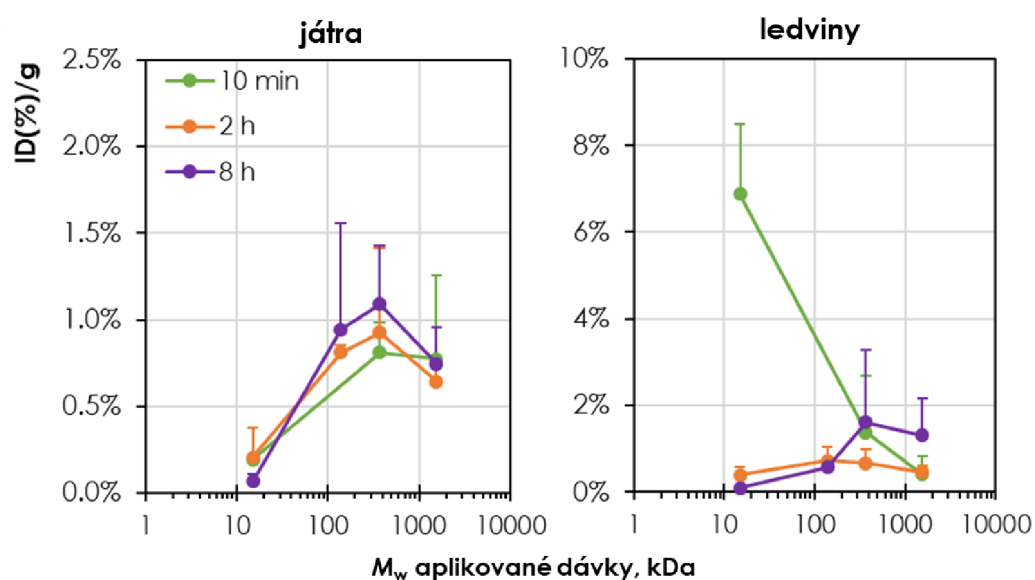 játra
ledviny
ID(%)/g
2.5%
2.0%
1.5%
1.0%
0.5%
0.0%
10 min
2 h
8 h
1 10 100 1000 10000
10%
8%
6%
4%
2%
0%
1 10 100 1000 10000
Mw aplikované dávky, kDa